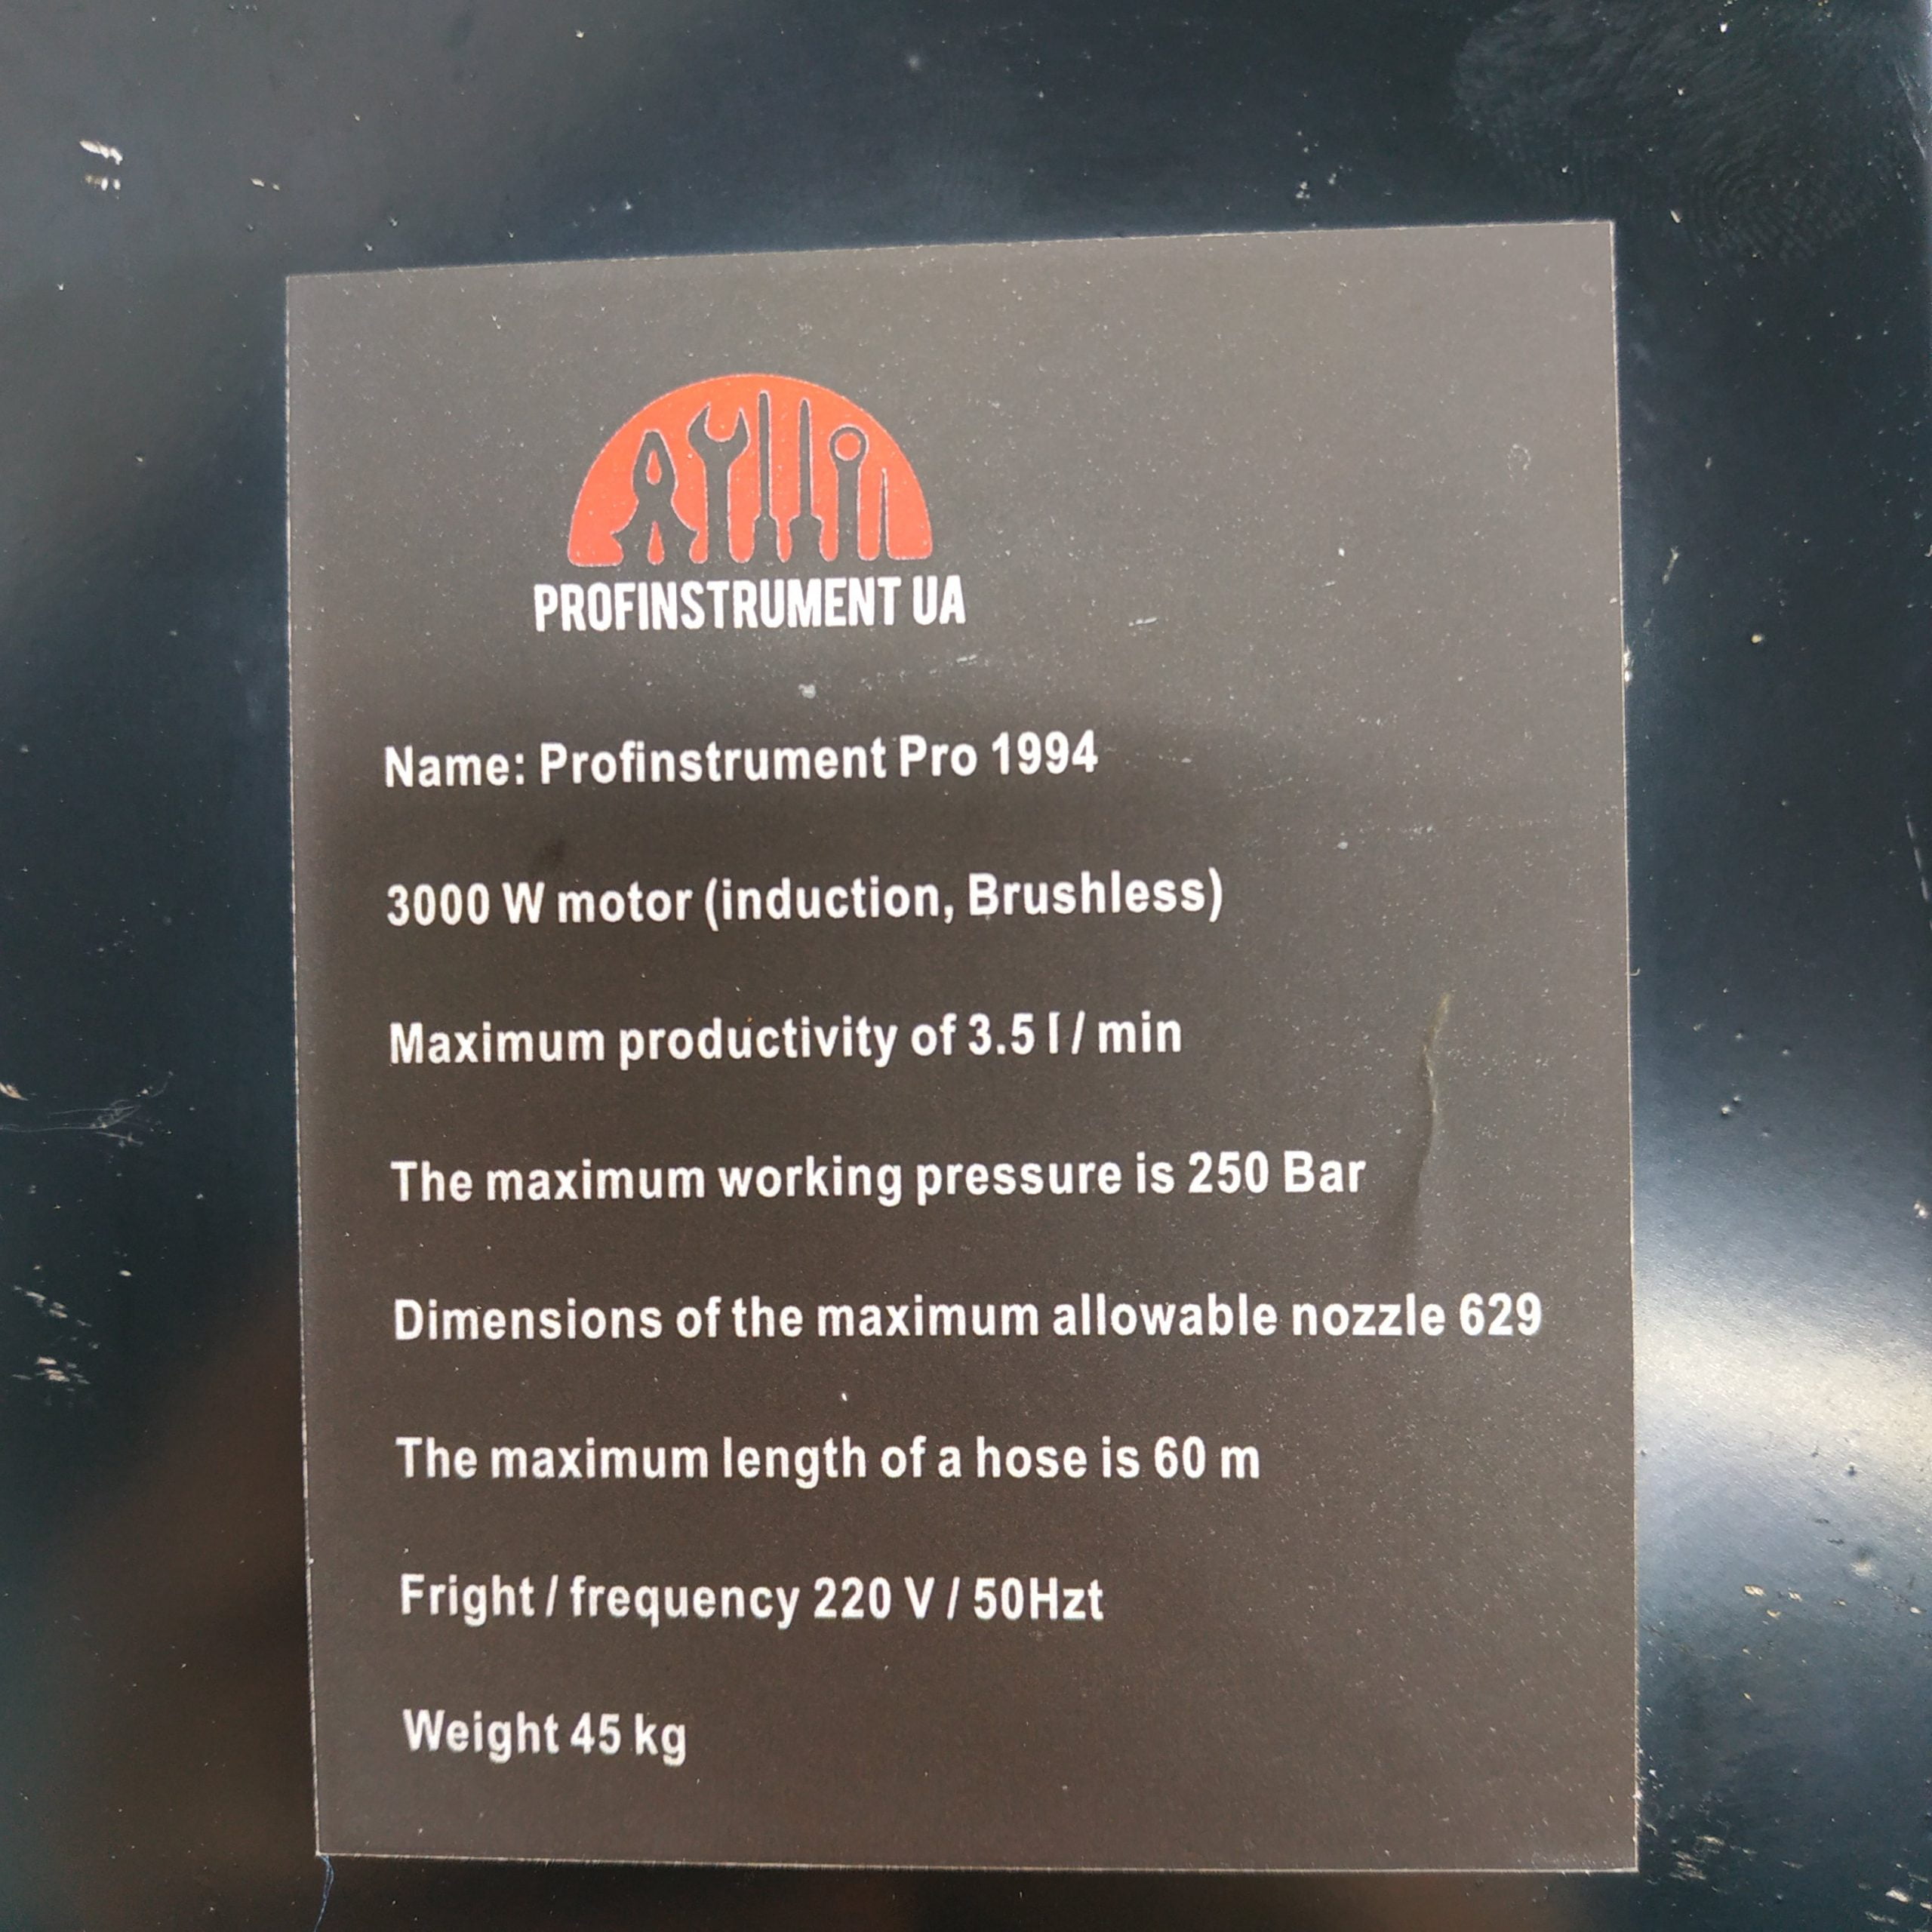 PROFINSTRUMENT UA
Name: Profinstrument Pro 1994
3000 W motor (induction, Brushless)
Maximum productivity of 3.5 l / min
The maximum working pressure is 250 Bar
Dimensions of the maximum allowable nozzle 629
The maximum length of a hose is 60 m
Fright / frequency 220 V / 50Hzt
Weight 45 kg